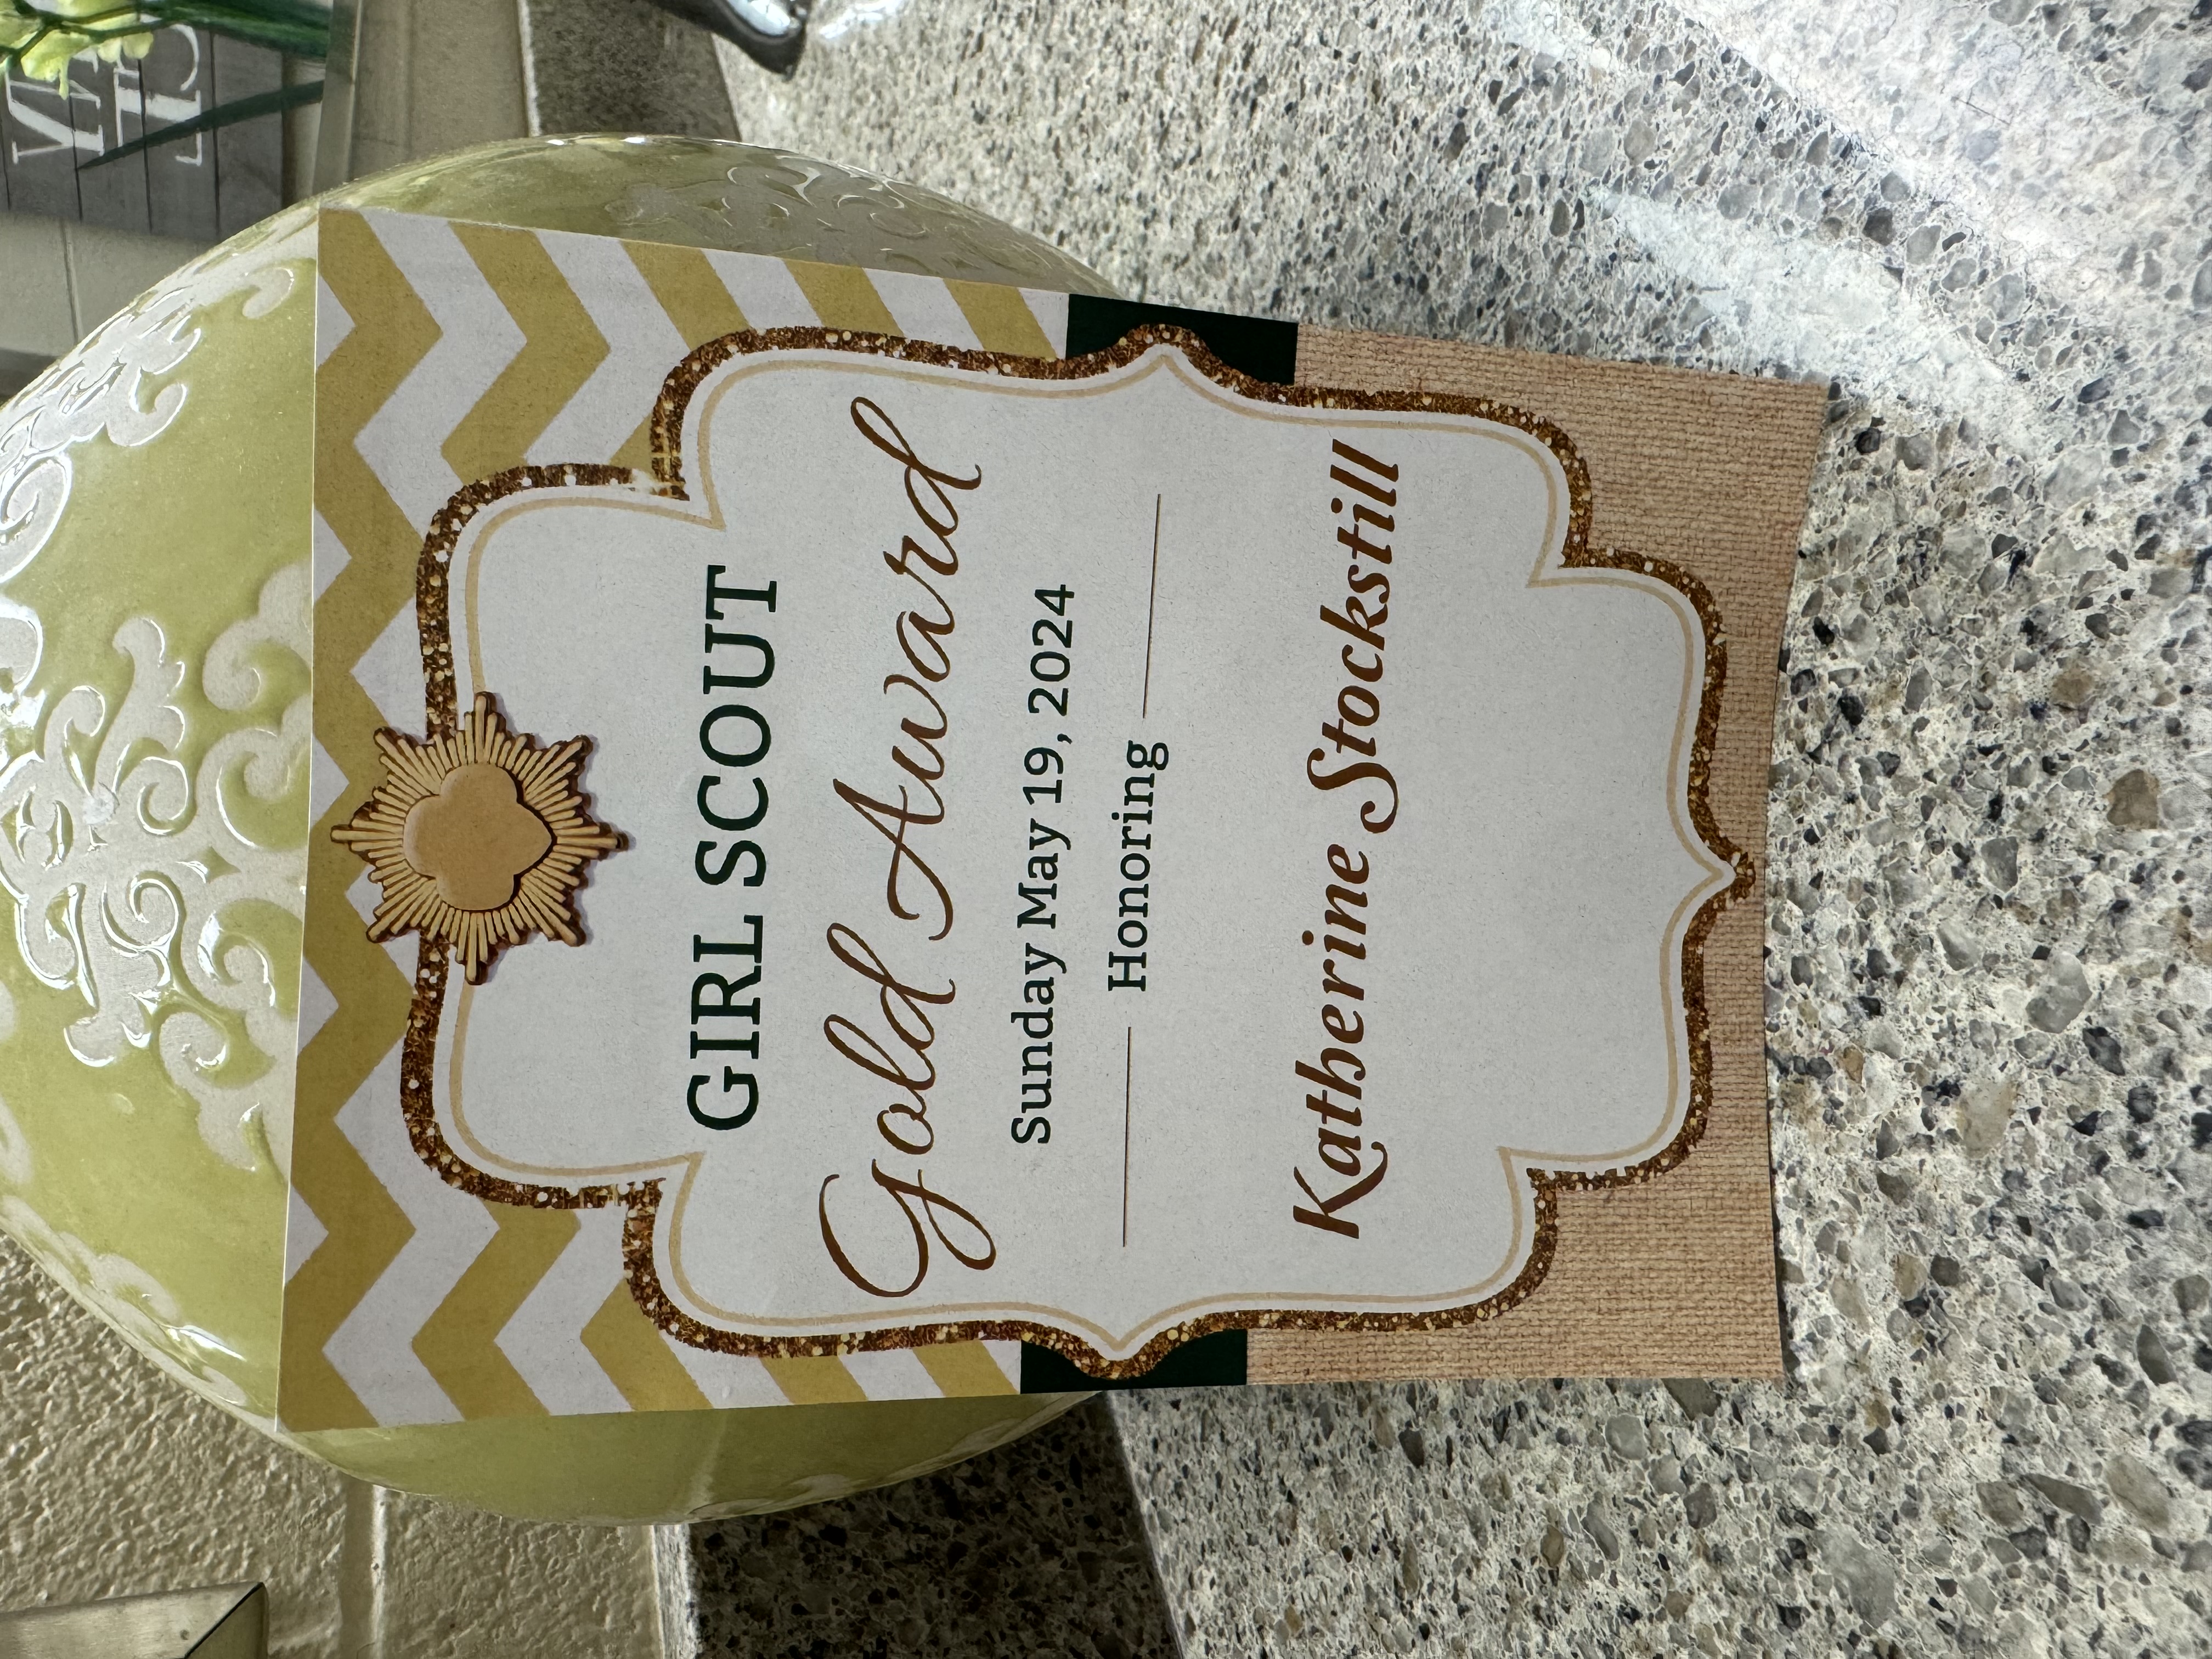 GIRL SCOUT
Gold Award
Sunday May 19, 2024
Honoring
Katherine Stockstill